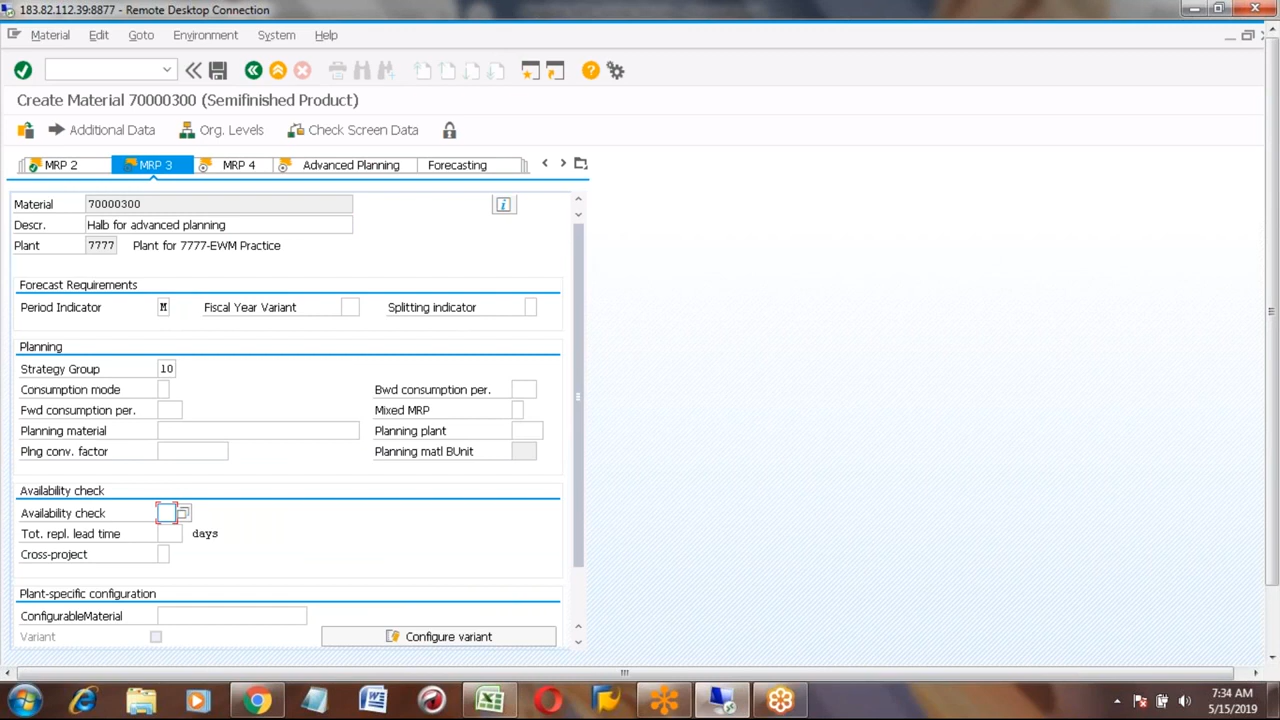 183.82.112.39:8877 - Remote Desktop Connection
Material Edit Goto Environment System Help
Create Material 70000300 (Semifinished Product)
Additional Data Org. Levels Check Screen Data
MRP 2 MRP 3 MRP 4 Advanced Planning Forecasting
Material 70000300
Descr. Halb for advanced planning
Plant 7777 Plant for 7777-EWM Practice
Forecast Requirements
Period Indicator M Fiscal Year Variant Splitting indicator
Planning
Strategy Group 10
Consumption mode Bwd consumption per.
Fwd consumption per. Mixed MRP
Planning material Planning plant
Plng conv. factor Planning matl BUnit
Availability check
Availability check
Tot. repl. lead time days
Cross-project
Plant-specific configuration
ConfigurableMaterial
Variant Configure variant
7:34 AM
5/15/2019